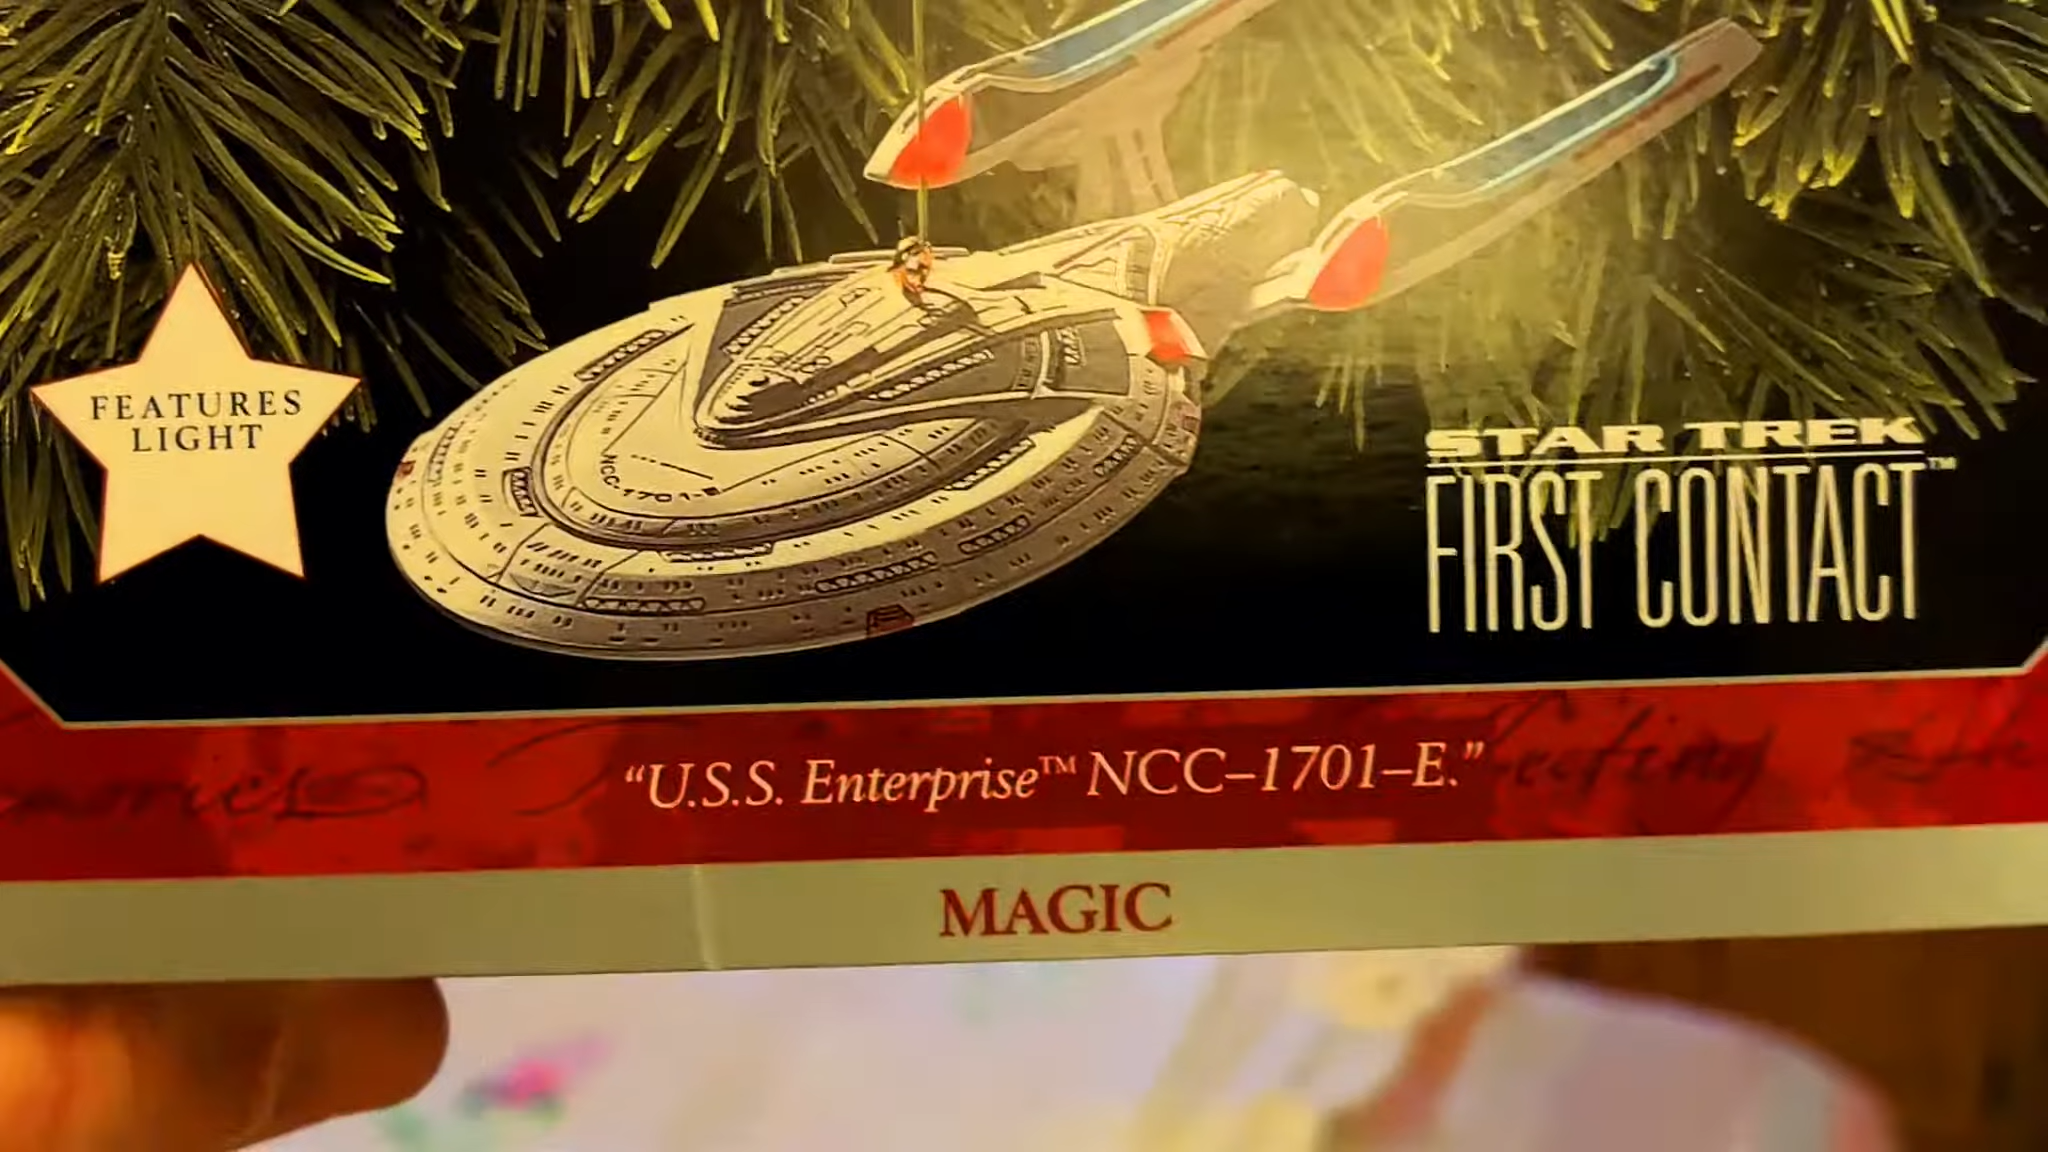 FEATURES
LIGHT
NCC-1701-E
STAR TREK
FIRST CONTACT™
“U.S.S. Enterprise™ NCC–1701–E.”
MAGIC